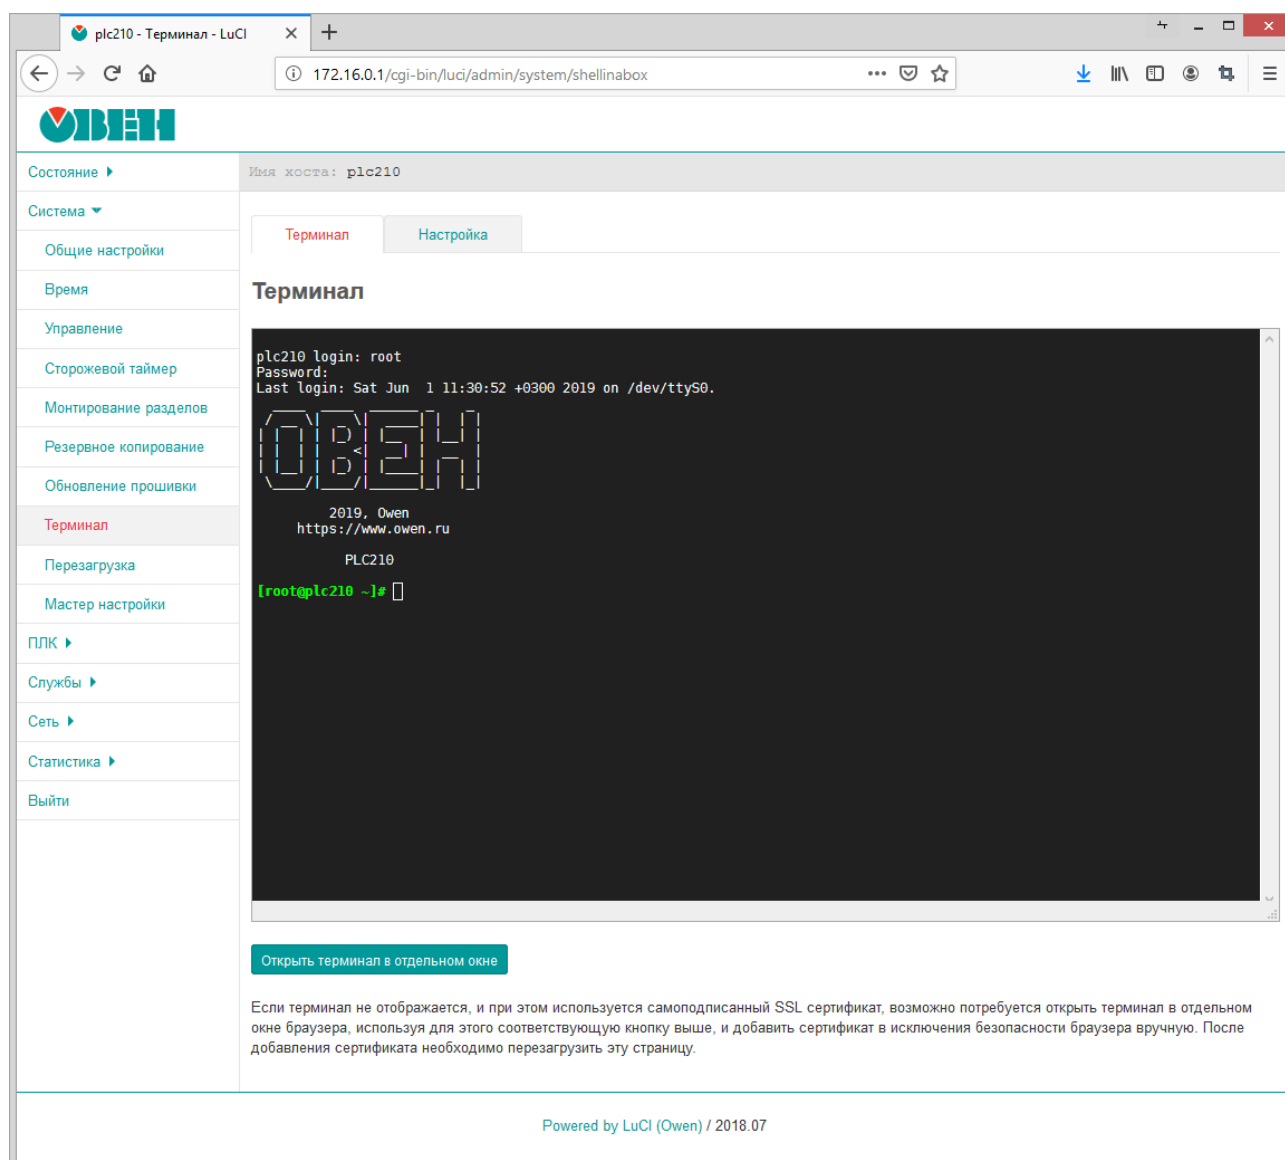 plc210 - Терминал - LuCI
172.16.0.1/cgi-bin/luci/admin/system/shellinabox
ОВЕН
Состояние
Имя хоста: plc210
Система
Терминал
Настройка
Общие настройки
Время
Терминал
Управление
Сторожевой таймер
Монтирование разделов
Резервное копирование
Обновление прошивки
Терминал
Перезагрузка
Мастер настройки
ПЛК
Службы
Сеть
Статистика
Выйти
plc210 login: root
Password:
Last login: Sat Jun  1 11:30:52 +0300 2019 on /dev/ttyS0.
ОВЕН
2019, Owen
https://www.owen.ru
PLC210
[root@plc210 ~]#
Открыть терминал в отдельном окне
Если терминал не отображается, и при этом используется самоподписанный SSL сертификат, возможно потребуется открыть терминал в отдельном
окне браузера, используя для этого соответствующую кнопку выше, и добавить сертификат в исключения безопасности браузера вручную. После
добавления сертификата необходимо перезагрузить эту страницу.
Powered by LuCI (Owen) / 2018.07